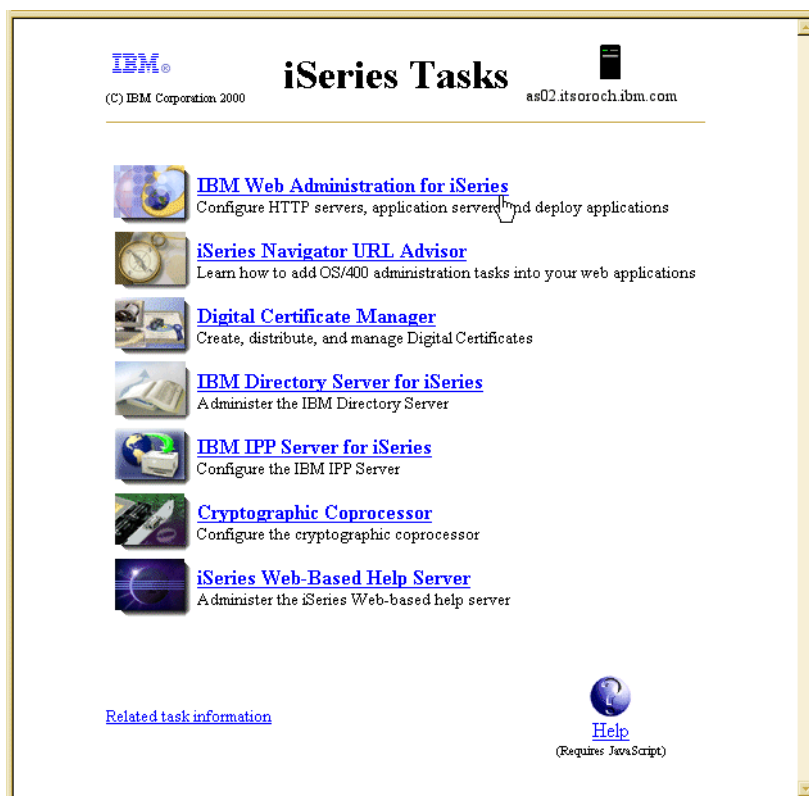 IBM®
iSeries Tasks
(C) IBM Corporation 2000
as02.itsoroch.ibm.com
IBM Web Administration for iSeries
Configure HTTP servers, application servers and deploy applications
iSeries Navigator URL Advisor
Learn how to add OS/400 administration tasks into your web applications
Digital Certificate Manager
Create, distribute, and manage Digital Certificates
IBM Directory Server for iSeries
Administer the IBM Directory Server
IBM IPP Server for iSeries
Configure the IBM IPP Server
Cryptographic Coprocessor
Configure the cryptographic coprocessor
iSeries Web-Based Help Server
Administer the iSeries Web-based help server
Related task information
Help
(Requires JavaScript)